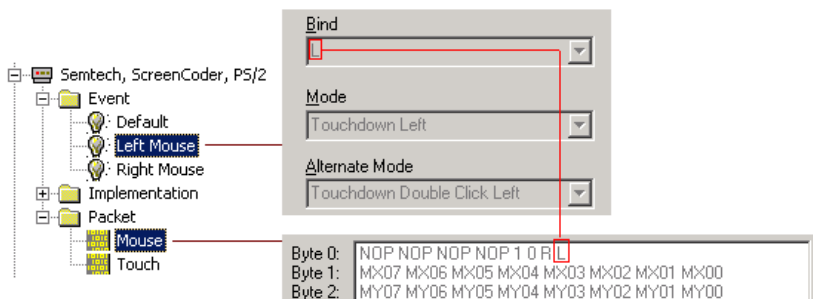 Semtech, ScreenCoder, PS/2
Event
Default
Left Mouse
Right Mouse
Implementation
Packet
Mouse
Touch
Bind
L
Mode
Touchdown Left
Alternate Mode
Touchdown Double Click Left
Byte 0: NOP NOP NOP NOP 1 0 R L
Byte 1: MX07 MX06 MX05 MX04 MX03 MX02 MX01 MX00
Byte 2: MY07 MY06 MY05 MY04 MY03 MY02 MY01 MY00